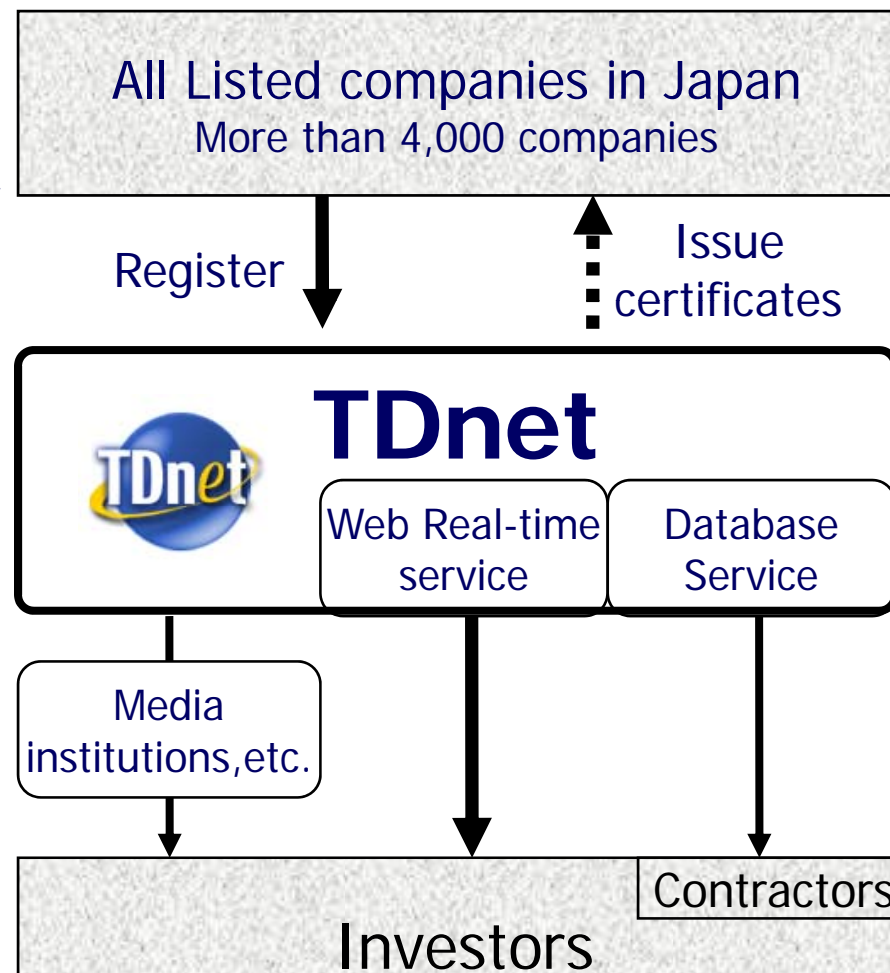 All Listed companies in Japan
More than 4,000 companies
Register
Issue
certificates
TDnet
TDnet
Web Real-time
service
Database
Service
Media
institutions,etc.
Contractors
Investors